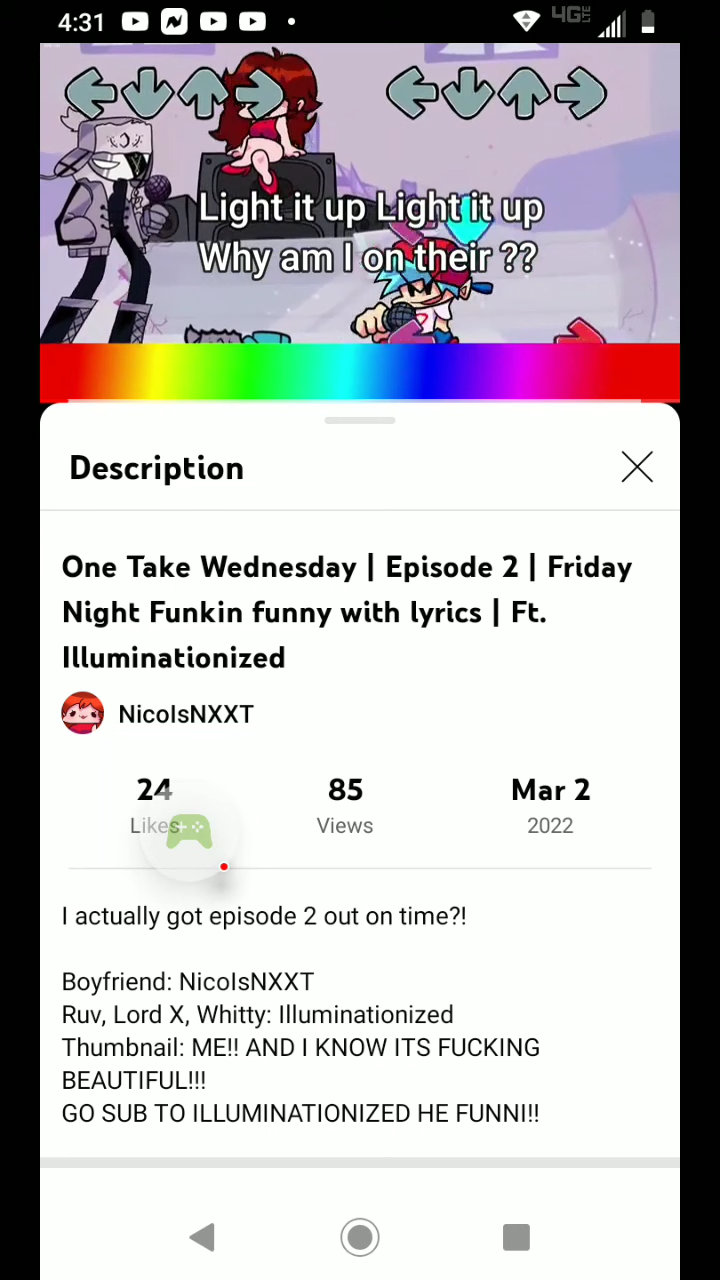 4:31
4G LTE
Light it up Light it up
Why am I on their ??
Description
One Take Wednesday | Episode 2 | Friday
Night Funkin funny with lyrics | Ft.
Illuminationized
NicolsNXXT
24 85 Mar 2
Likes Views 2022
I actually got episode 2 out on time?!
Boyfriend: NicolsNXXT
Ruv, Lord X, Whitty: Illuminationized
Thumbnail: ME!! AND I KNOW ITS FUCKING
BEAUTIFUL!!!
GO SUB TO ILLUMINATIONIZED HE FUNNI!!